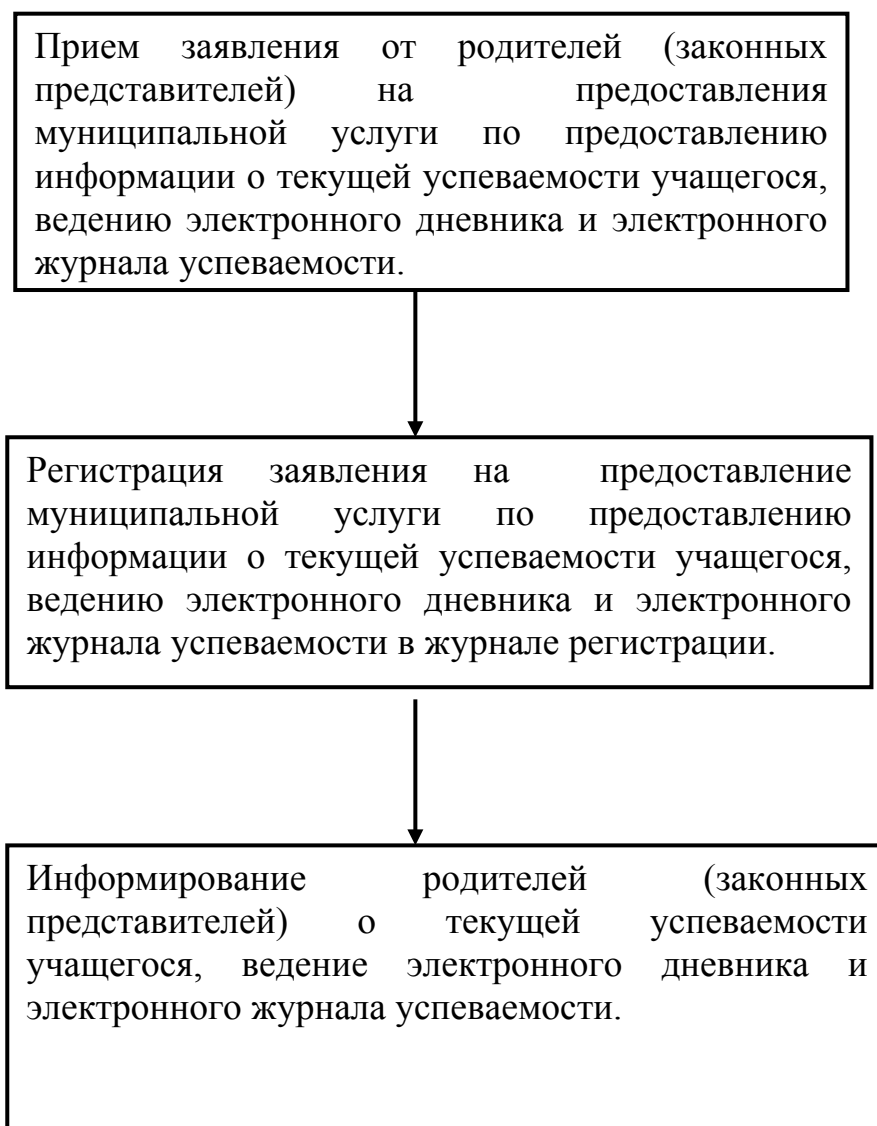 Прием заявления от родителей (законных
представителей) на предоставления
муниципальной услуги по предоставлению
информации о текущей успеваемости учащегося,
ведению электронного дневника и электронного
журнала успеваемости.
Регистрация заявления на предоставление
муниципальной услуги по предоставлению
информации о текущей успеваемости учащегося,
ведению электронного дневника и электронного
журнала успеваемости в журнале регистрации.
Информирование родителей (законных
представителей) о текущей успеваемости
учащегося, ведение электронного дневника и
электронного журнала успеваемости.